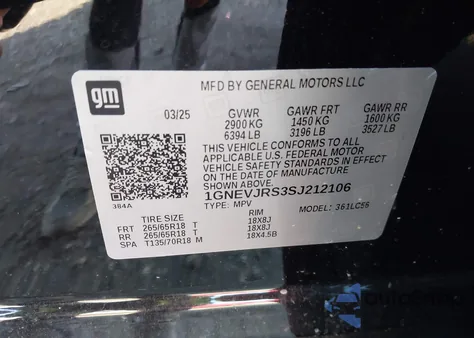 gm
MFD BY GENERAL MOTORS LLC
03/25 GVWR GAWR FRT GAWR RR
2900 KG 1450 KG 1600 KG
6394 LB 3196 LB 3527 LB
THIS VEHICLE CONFORMS TO ALL
APPLICABLE U.S. FEDERAL MOTOR
VEHICLE SAFETY STANDARDS IN EFFECT
ON THE DATE OF MANUFACTURE SHOWN ABOVE.
1GNEVJRS3SJ212106
384A TYPE: MPV MODEL: 361LC56
TIRE SIZE RIM
FRT 265/65R18 T 18X8J
RR 265/65R18 T 18X8J
SPA T135/70R18 M 18X4.5B